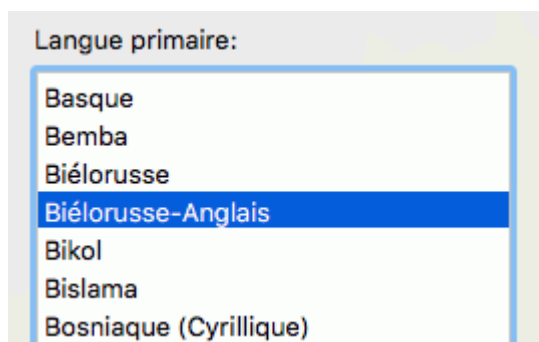 Langue primaire:
Basque
Bemba
Biélorusse
Biélorusse-Anglais
Bikol
Bislama
Bosniaque (Cyrillique)